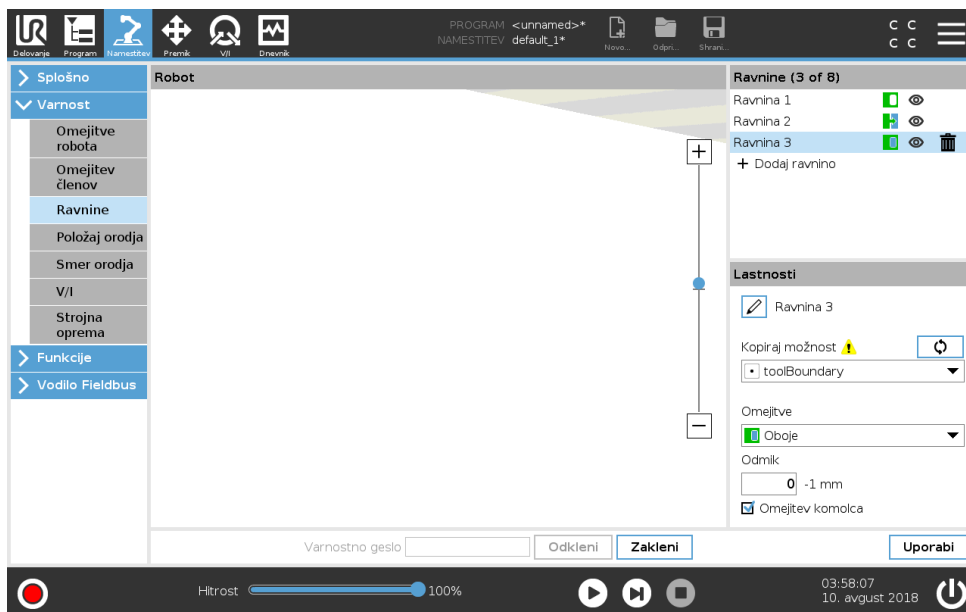 PROGRAM <unnamed>*
NAMESTITEV default_1*
Delovanje Program Namestitev Premik V/I Dnevnik Novo... Odpri... Shrani...
C C
C C
Splošno
Varnost
Omejitve robota
Omejitev členov
Ravnine
Položaj orodja
Smer orodja
V/I
Strojna oprema
Funkcije
Vodilo Fieldbus
Robot
Ravnine (3 of 8)
Ravnina 1
Ravnina 2
Ravnina 3
+ Dodaj ravnino
Lastnosti
Ravnina 3
Kopiraj možnost
toolBoundary
Omejitve
Oboje
Odmik
0 -1 mm
Omejitev komolca
Varnostno geslo Odkleni Zakleni Uporabi
Hitrost 100%
03:58:07
10. avgust 2018